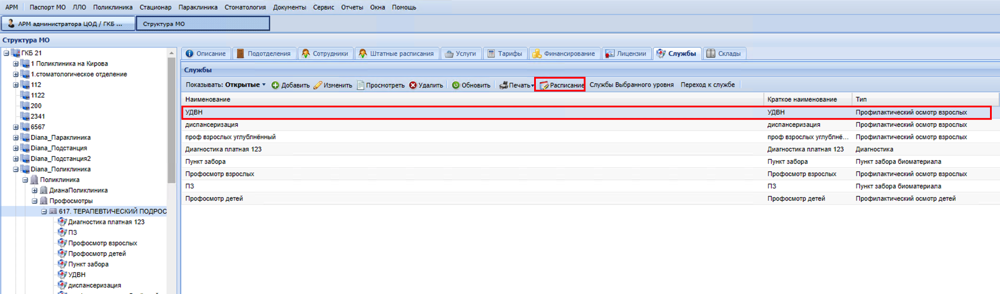 АРМ Паспорт МО ЛЛО Поликлиника Стационар Параклиника Стоматология Документы Сервис Отчеты Окна Помощь
АРМ администратора ЦОД / ГКБ ... Структура МО
Структура МО
ГКБ 21
1 Поликлиника на Кирова
1.стоматологическое отделение
112
1122
200
2341
6567
Diana_Параклиника
Diana_Подстанция
Diana_Подстанция2
Diana_Поликлиника
Поликлиника
ДианаПоликлиника
Профосмотры
617. ТЕРАПЕВТИЧЕСКИЙ ПОДРОС
Диагностика платная 123
ПЗ
Профосмотр взрослых
Профосмотр детей
Пункт забора
УДВН
диспансеризация
Описание Подотделения Сотрудники Штатные расписания Услуги Тарифы Финансирование Лицензии Службы Склады
Службы
Показывать: Открытые Добавить Изменить Просмотреть Удалить Обновить Печать Расписание Службы Выбранного уровня Переход к службе
Наименование Краткое наименование Тип
УДВН УДВН Профилактический осмотр взрослых
диспансеризация диспансеризация Профилактический осмотр взрослых
проф взрослых углублённый проф взрослых углублнё... Профилактический осмотр взрослых
Диагностика платная 123 Диагностика платная 123 Диагностика
Пункт забора Пункт забора Пункт забора биоматериала
Профосмотр взрослых Профосмотр взрослых Профилактический осмотр взрослых
ПЗ ПЗ Пункт забора биоматериала
Профосмотр детей Профосмотр детей Профилактический осмотр детей